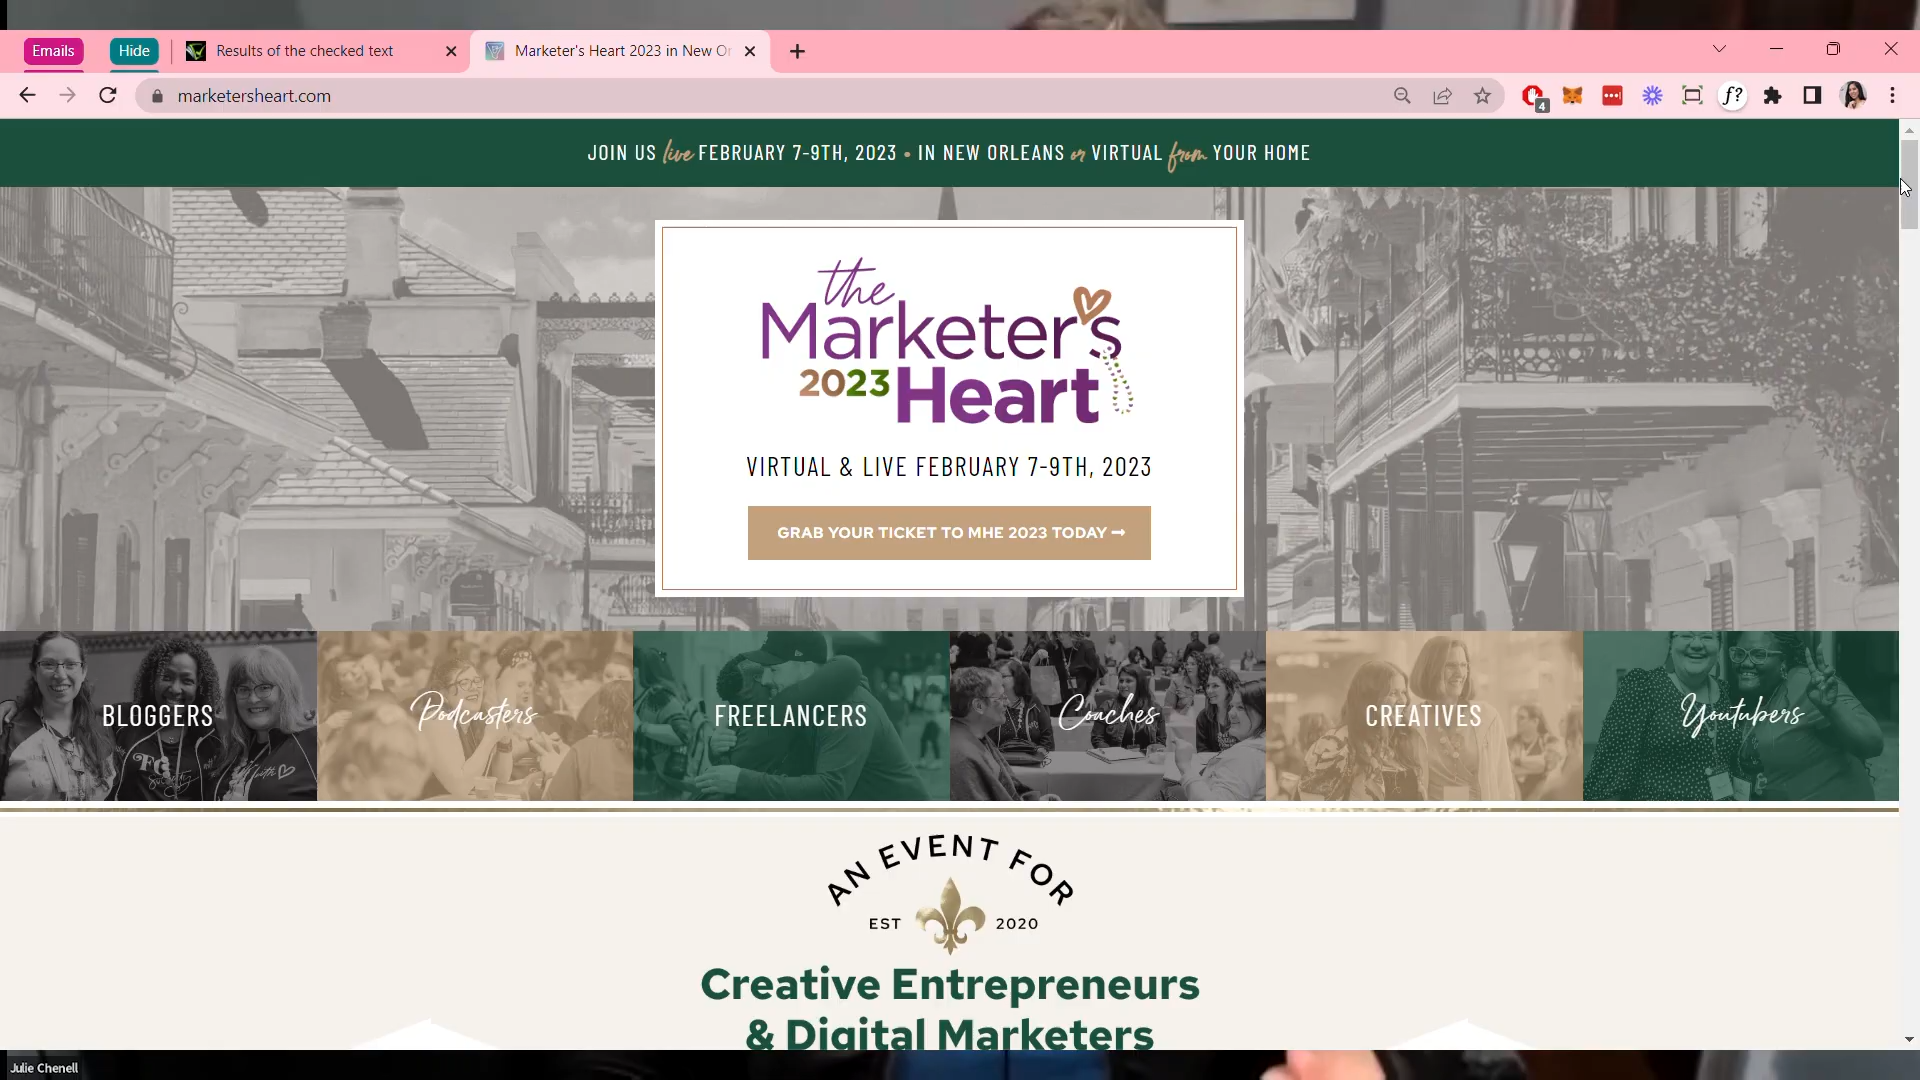 Emails
Hide
Results of the checked text
Marketer's Heart 2023 in New Or
marketersheart.com
4
f?
JOIN US live FEBRUARY 7-9TH, 2023 • IN NEW ORLEANS or VIRTUAL from YOUR HOME
the
Marketer's
2023 Heart
VIRTUAL & LIVE FEBRUARY 7-9TH, 2023
GRAB YOUR TICKET TO MHE 2023 TODAY →
BLOGGERS
Podcasters
FREELANCERS
Coaches
CREATIVES
Youtubers
AN EVENT FOR
EST 2020
Creative Entrepreneurs
& Digital Marketers
Julie Chenell